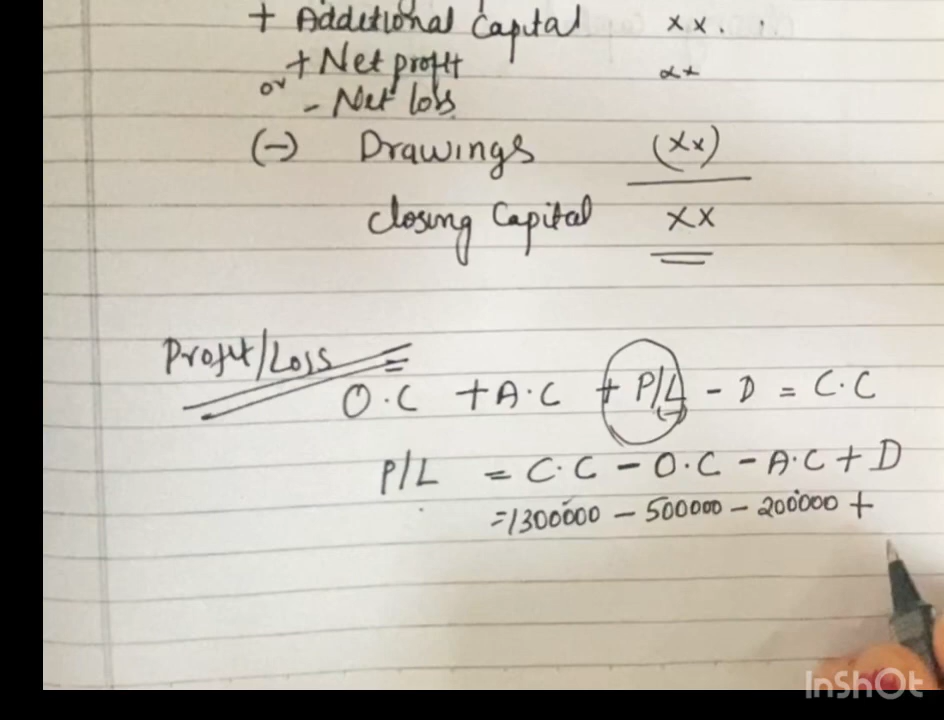 + Additional Capital xx..
+ Net profit xx
or - Net loss
(-) Drawings (xx)
Closing Capital xx
Profit/Loss =
O.C + A.C + P/L - D = C.C
(-)
P/L = C.C - O.C - A.C + D
= 1300000 - 500000 - 200000 +
InShOt